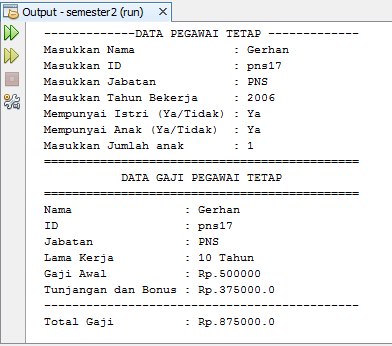 Output - semester2 (run)
-------------DATA PEGAWAI TETAP -------------
Masukkan Nama : Gerhan
Masukkan ID : pns17
Masukkan Jabatan : PNS
Masukkan Tahun Bekerja : 2006
Mempunyai Istri (Ya/Tidak) : Ya
Mempunyai Anak (Ya/Tidak) : Ya
Masukkan Jumlah anak : 1
=============================================
DATA GAJI PEGAWAI TETAP
=============================================
Nama : Gerhan
ID : pns17
Jabatan : PNS
Lama Kerja : 10 Tahun
Gaji Awal : Rp.500000
Tunjangan dan Bonus : Rp.375000.0
---------------------------------------------
Total Gaji : Rp.875000.0